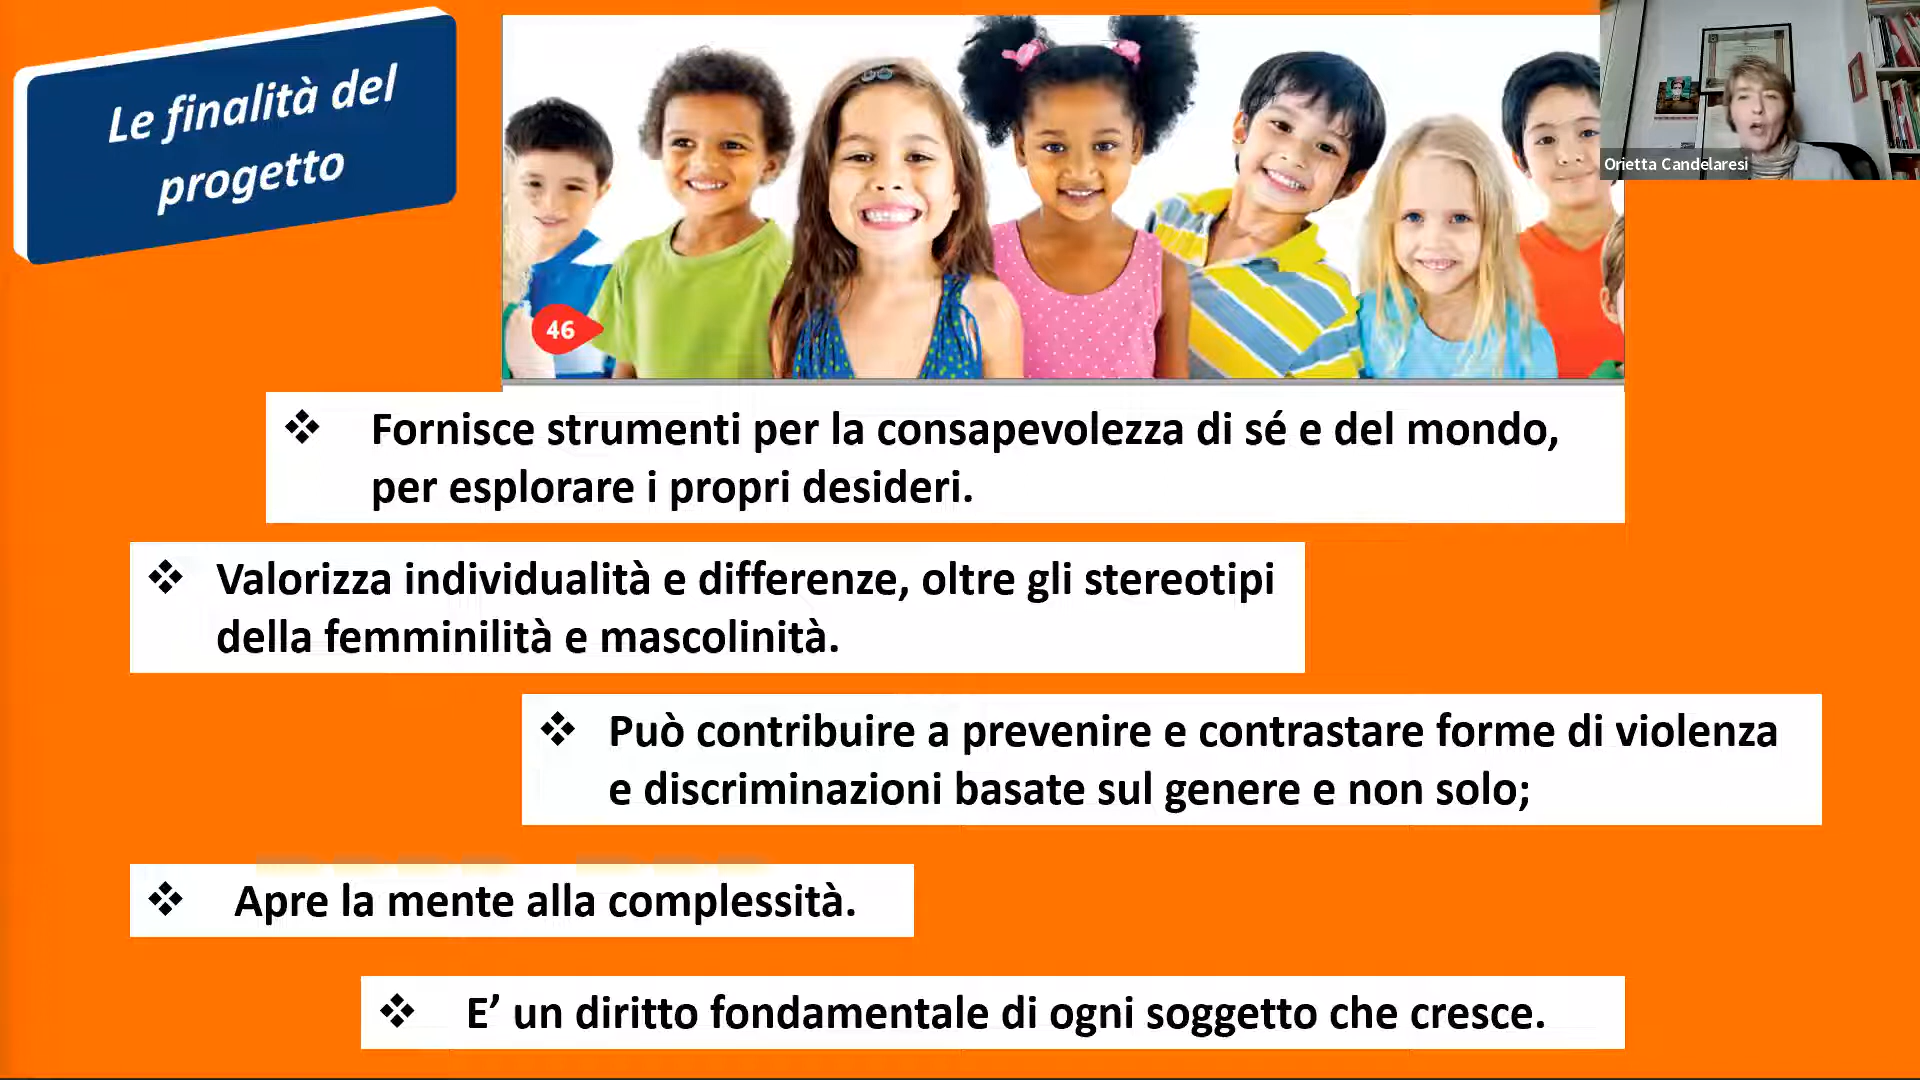 Le finalità del
progetto
Orietta Candelaresi
46
❖ Fornisce strumenti per la consapevolezza di sé e del mondo,
per esplorare i propri desideri.
❖ Valorizza individualità e differenze, oltre gli stereotipi
della femminilità e mascolinità.
❖ Può contribuire a prevenire e contrastare forme di violenza
e discriminazioni basate sul genere e non solo;
❖ Apre la mente alla complessità.
❖ E’ un diritto fondamentale di ogni soggetto che cresce.